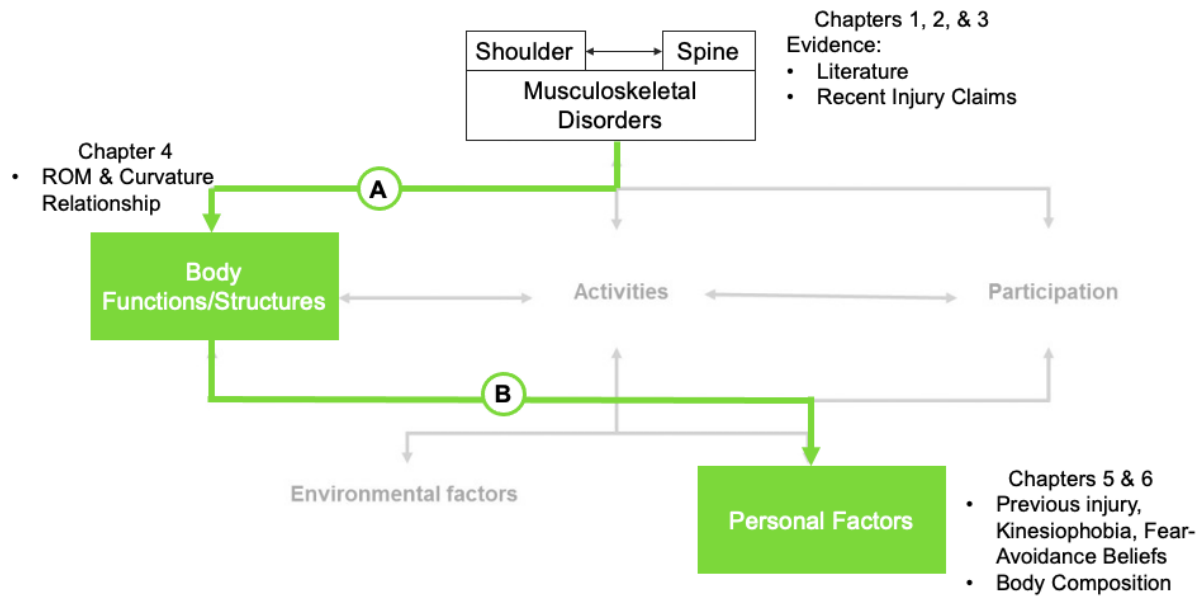 Chapters 1, 2, & 3
Evidence:
• Literature
• Recent Injury Claims
Shoulder
Spine
Musculoskeletal
Disorders
Chapter 4
• ROM & Curvature
Relationship
A
Body
Functions/Structures
Activities
Participation
B
Environmental factors
Personal Factors
Chapters 5 & 6
• Previous injury,
Kinesiophobia, Fear-
Avoidance Beliefs
• Body Composition